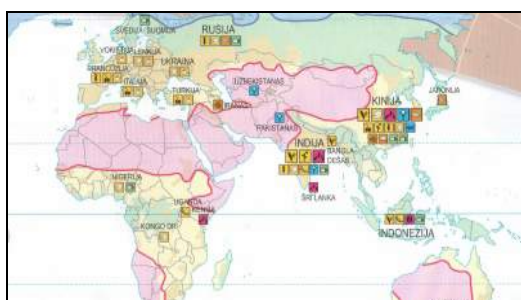 SUOMIJA
RUSIJA
VOKIETIJA
LENKIJA
UKRAINA
PRANCŪZIJA
ITALIJA
TURKIJA
UZBEKISTANAS
IRANAS
KINIJA
JAPONIJA
PAKISTANAS
INDIJA
BANGLA
DEŠAS
ŠRI LANKA
NIGERIJA
UGANDA
KENIJA
KONGO DR
INDONEZIJA